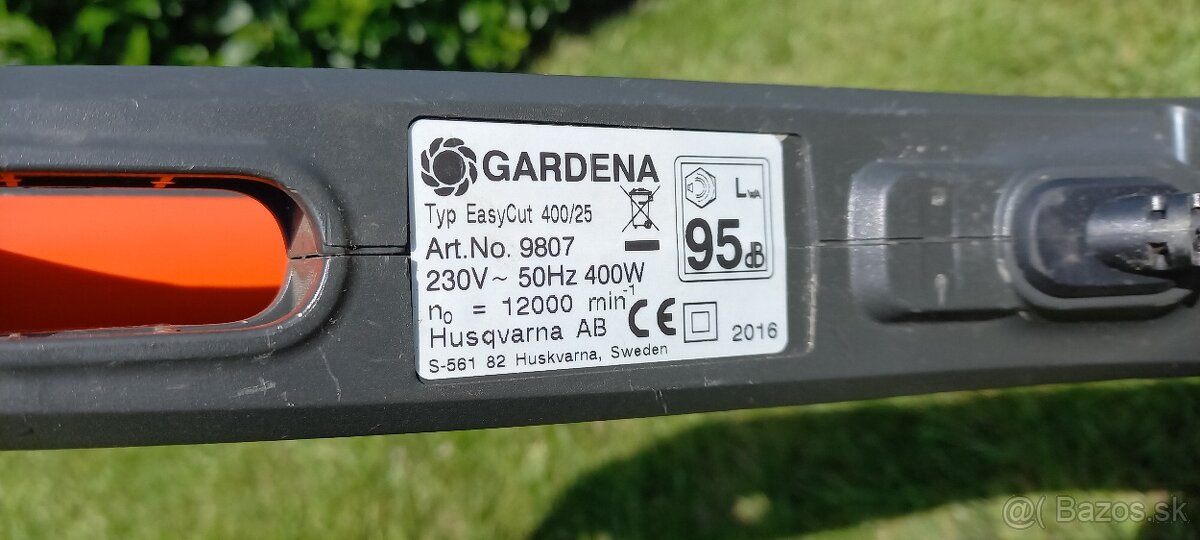 GARDENA
Typ EasyCut 400/25
Art.No. 9807
230V~ 50Hz 400W
n₀ = 12000 min⁻¹
Husqvarna AB CE
S-561 82 Huskvarna, Sweden
LWA
95dB
2016
@( Bazos.sk